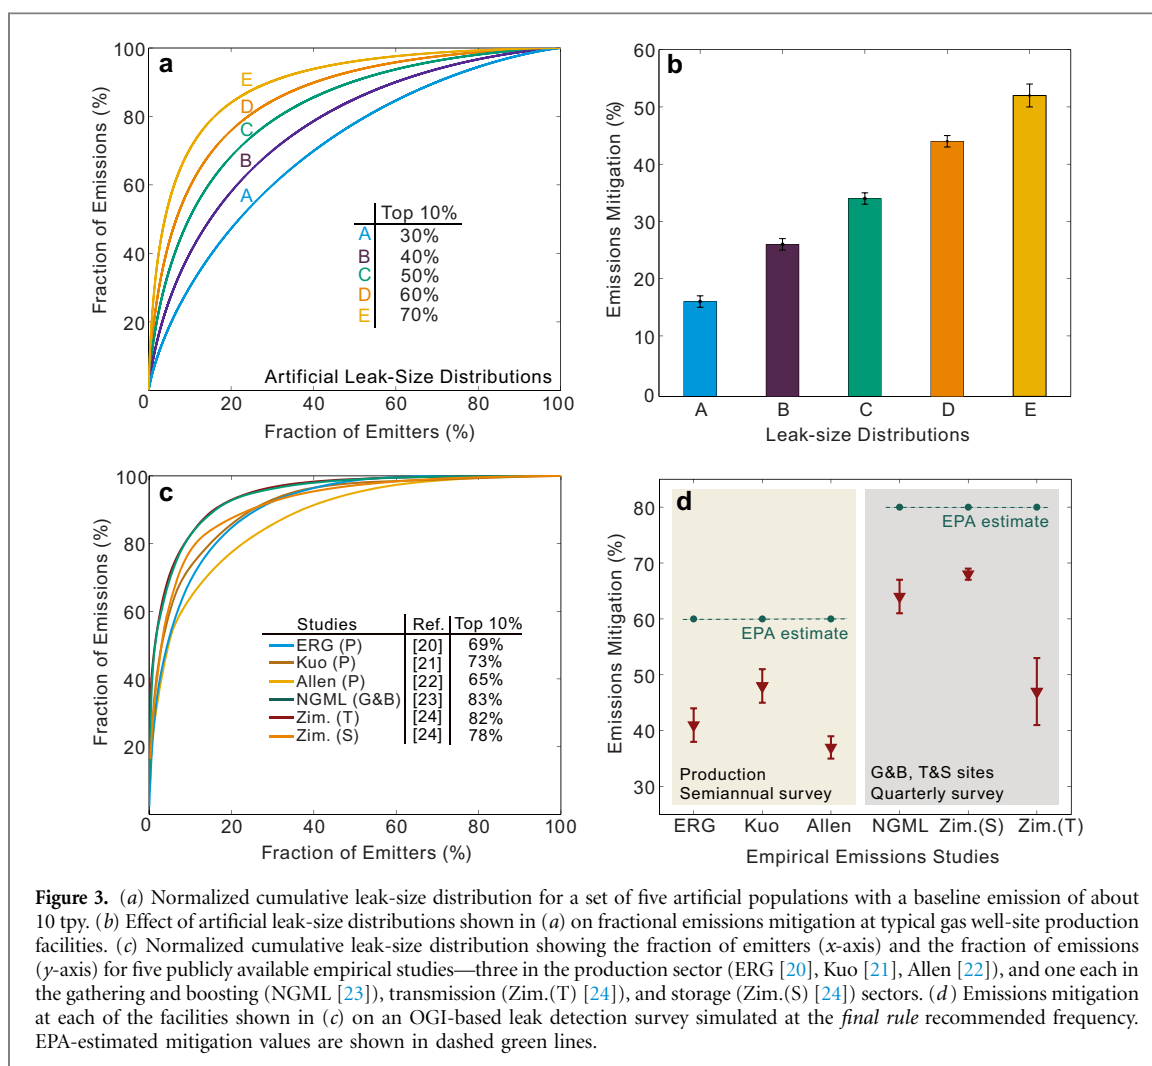 a
100
80
60
40
20
0
20
40
60
80
100
Fraction of Emissions (%)
Fraction of Emitters (%)
E
D
C
B
A
Top 10%
A 30%
B 40%
C 50%
D 60%
E 70%
Artificial Leak-Size Distributions
b
60
50
40
30
20
10
0
Emissions Mitigation (%)
A B C D E
Leak-size Distributions
c
100
80
60
40
20
0
20
40
60
80
100
Fraction of Emissions (%)
Fraction of Emitters (%)
Studies Ref. Top 10%
ERG (P) [20] 69%
Kuo (P) [21] 73%
Allen (P) [22] 65%
NGML (G&B) [23] 83%
Zim. (T) [24] 82%
Zim. (S) [24] 78%
d
80
70
60
50
40
30
Emissions Mitigation (%)
EPA estimate
EPA estimate
Production
Semiannual survey
G&B, T&S sites
Quarterly survey
ERG Kuo Allen NGML Zim.(S) Zim.(T)
Empirical Emissions Studies
Figure 3. (a) Normalized cumulative leak-size distribution for a set of five artificial populations with a baseline emission of about
10 tpy. (b) Effect of artificial leak-size distributions shown in (a) on fractional emissions mitigation at typical gas well-site production
facilities. (c) Normalized cumulative leak-size distribution showing the fraction of emitters (x-axis) and the fraction of emissions
(y-axis) for five publicly available empirical studies—three in the production sector (ERG [20], Kuo [21], Allen [22]), and one each in
the gathering and boosting (NGML [23]), transmission (Zim.(T) [24]), and storage (Zim.(S) [24]) sectors. (d) Emissions mitigation
at each of the facilities shown in (c) on an OGI-based leak detection survey simulated at the final rule recommended frequency.
EPA-estimated mitigation values are shown in dashed green lines.